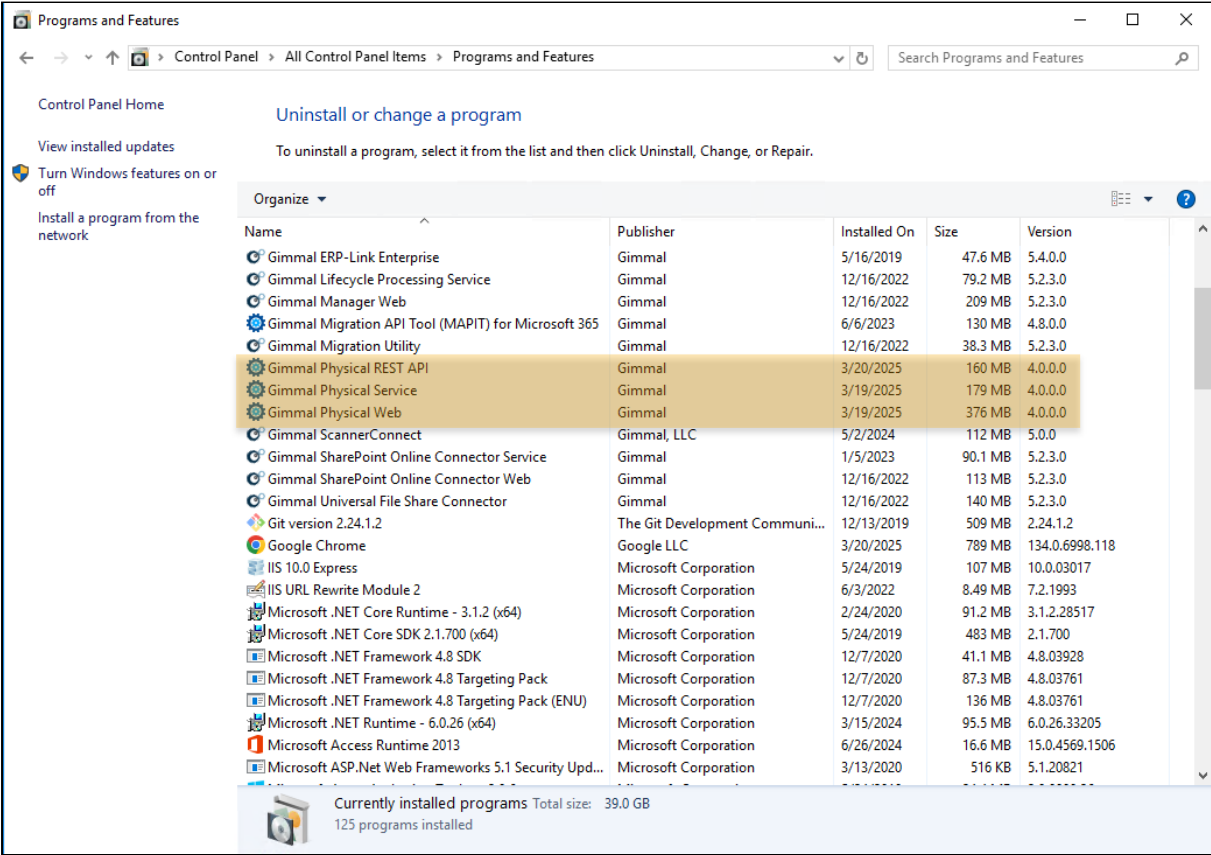 Programs and Features
Control Panel > All Control Panel Items > Programs and Features
Search Programs and Features
Control Panel Home
View installed updates
Turn Windows features on or
off
Install a program from the
network
Uninstall or change a program
To uninstall a program, select it from the list and then click Uninstall, Change, or Repair.
Organize
Name Publisher Installed On Size Version
Gimmal ERP-Link Enterprise Gimmal 5/16/2019 47.6 MB 5.4.0.0
Gimmal Lifecycle Processing Service Gimmal 12/16/2022 79.2 MB 5.2.3.0
Gimmal Manager Web Gimmal 12/16/2022 209 MB 5.2.3.0
Gimmal Migration API Tool (MAPIT) for Microsoft 365 Gimmal 6/6/2023 130 MB 4.8.0.0
Gimmal Migration Utility Gimmal 12/16/2022 38.3 MB 5.2.3.0
Gimmal Physical REST API Gimmal 3/20/2025 160 MB 4.0.0.0
Gimmal Physical Service Gimmal 3/19/2025 179 MB 4.0.0.0
Gimmal Physical Web Gimmal 3/19/2025 376 MB 4.0.0.0
Gimmal ScannerConnect Gimmal, LLC 5/2/2024 112 MB 5.0.0
Gimmal SharePoint Online Connector Service Gimmal 1/5/2023 90.1 MB 5.2.3.0
Gimmal SharePoint Online Connector Web Gimmal 12/16/2022 113 MB 5.2.3.0
Gimmal Universal File Share Connector Gimmal 12/16/2022 140 MB 5.2.3.0
Git version 2.24.1.2 The Git Development Communi... 12/13/2019 509 MB 2.24.1.2
Google Chrome Google LLC 3/20/2025 789 MB 134.0.6998.118
IIS 10.0 Express Microsoft Corporation 5/24/2019 107 MB 10.0.03017
IIS URL Rewrite Module 2 Microsoft Corporation 6/3/2022 8.49 MB 7.2.1993
Microsoft .NET Core Runtime - 3.1.2 (x64) Microsoft Corporation 2/24/2020 91.2 MB 3.1.2.28517
Microsoft .NET Core SDK 2.1.700 (x64) Microsoft Corporation 5/24/2019 483 MB 2.1.700
Microsoft .NET Framework 4.8 SDK Microsoft Corporation 12/7/2020 41.1 MB 4.8.03928
Microsoft .NET Framework 4.8 Targeting Pack Microsoft Corporation 12/7/2020 87.3 MB 4.8.03761
Microsoft .NET Framework 4.8 Targeting Pack (ENU) Microsoft Corporation 12/7/2020 136 MB 4.8.03761
Microsoft .NET Runtime - 6.0.26 (x64) Microsoft Corporation 3/15/2024 95.5 MB 6.0.26.33205
Microsoft Access Runtime 2013 Microsoft Corporation 6/26/2024 16.6 MB 15.0.4569.1506
Microsoft ASP.Net Web Frameworks 5.1 Security Upd... Microsoft Corporation 3/13/2020 516 KB 5.1.20821
Currently installed programs Total size: 39.0 GB
125 programs installed